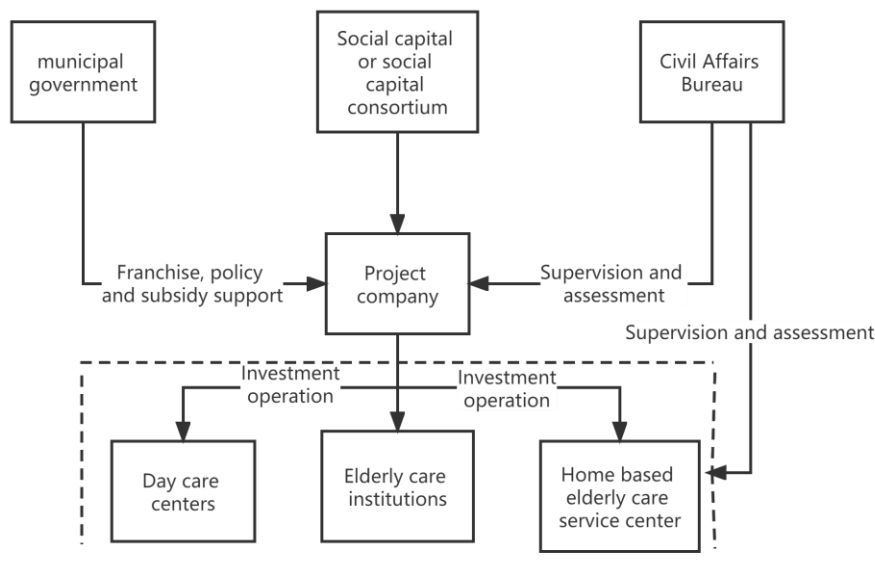 municipal
government
Social capital
or social
capital
consortium
Civil Affairs
Bureau
Franchise, policy
and subsidy support
Project
company
Supervision and
assessment
Supervision and assessment
Investment
operation
Investment
operation
Day care
centers
Elderly care
institutions
Home based
elderly care
service center